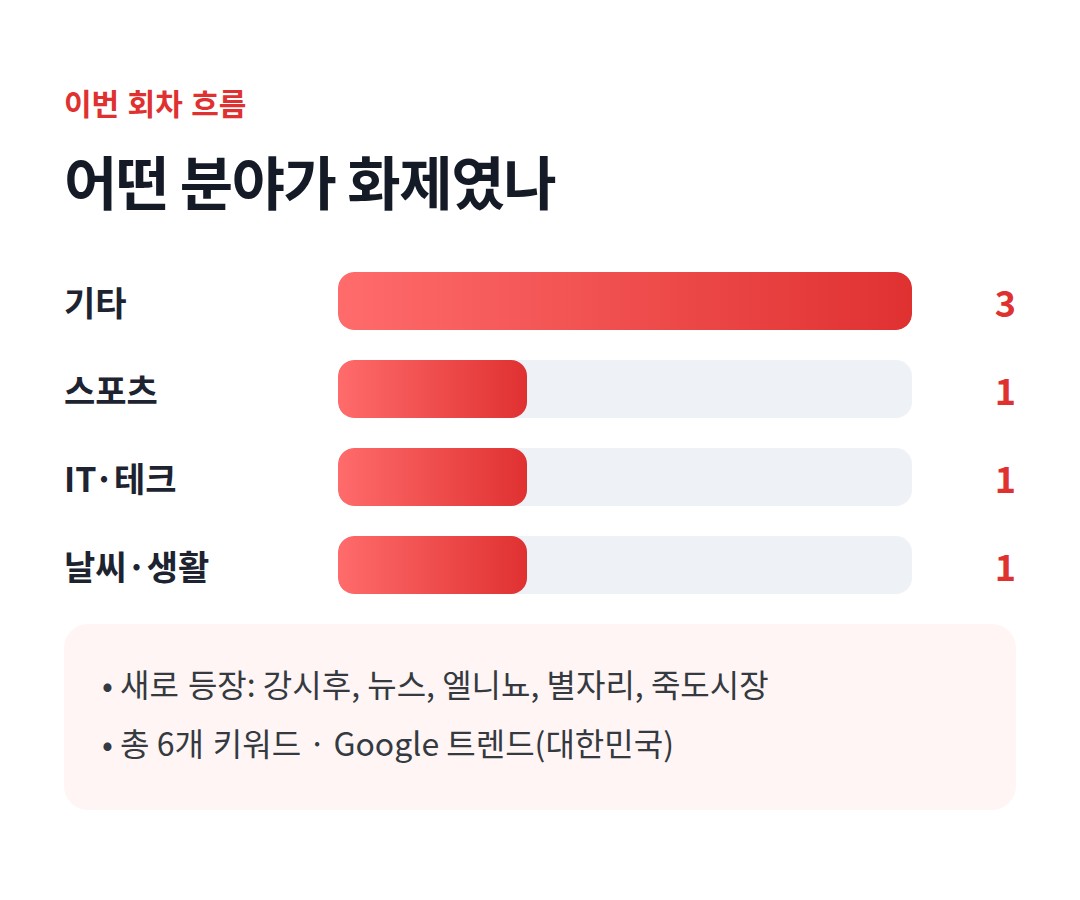 이번 회차 흐름
어떤 분야가 화제였나
기타 3
스포츠 1
IT·테크 1
날씨·생활 1
• 새로 등장: 강시후, 뉴스, 엘니뇨, 별자리, 죽도시장
• 총 6개 키워드 · Google 트렌드(대한민국)